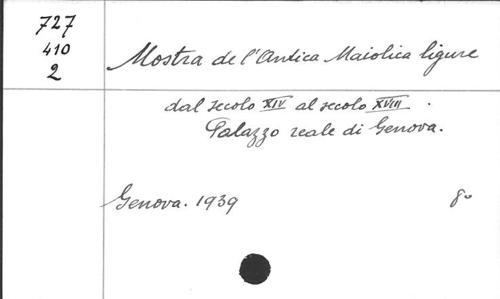 727
410
2
Mostra de l'Antica Maiolica ligure
dal secolo XIV al secolo XVIII.
Palazzo reale di Genova.
Genova. 1939 8°